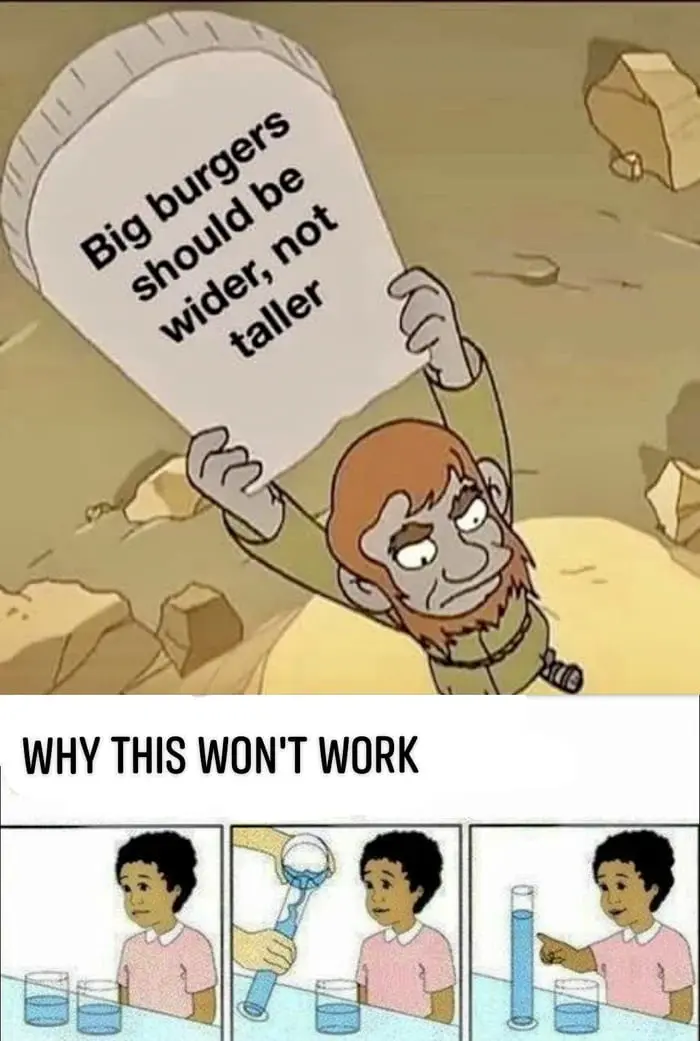 Big burgers
should be
wider, not
taller
WHY THIS WON'T WORK